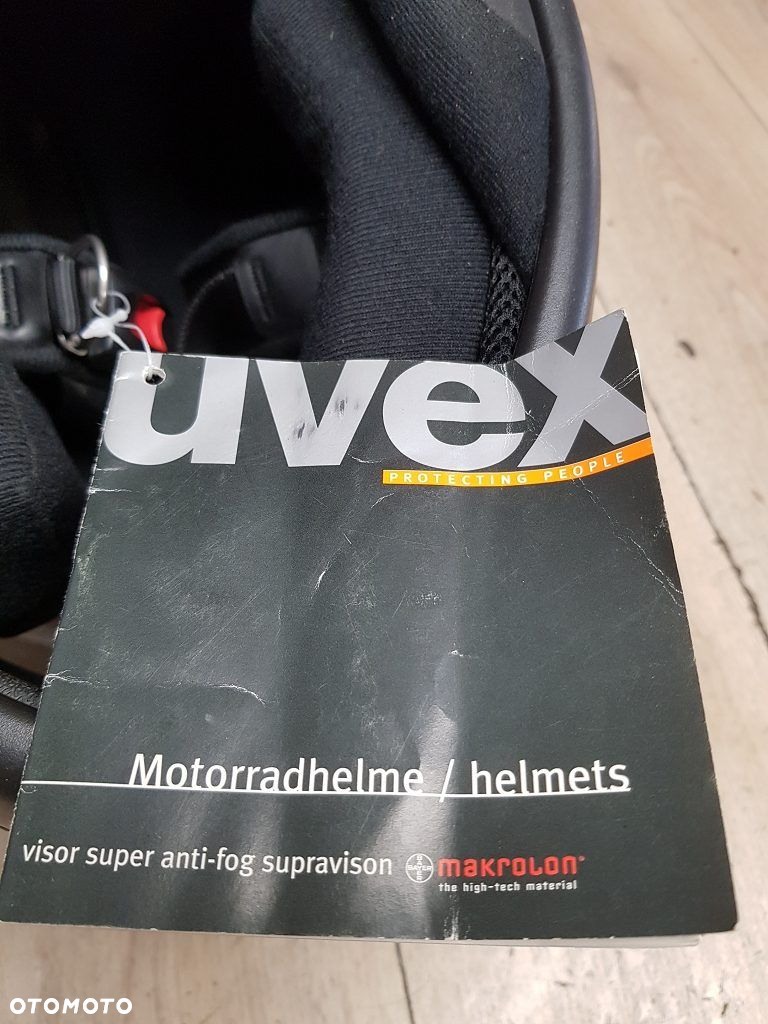 uvex
PROTECTING PEOPLE
Motorradhelme / helmets
visor super anti-fog supravison BAYER makrolon®
the high-tech material
OTOMOTO